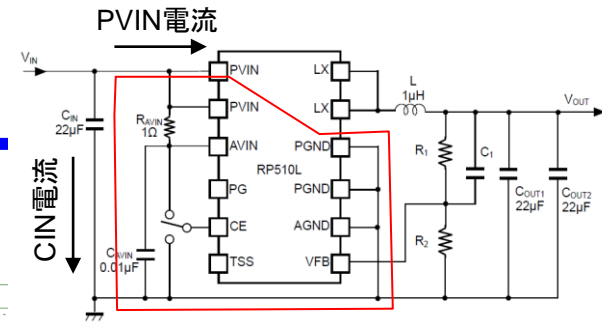 PVIN電流
VIN
PVIN
LX
L
1μH
VOUT
CIN
22μF
RAVIN
1Ω
PVIN
LX
AVIN
PGND
R1
C1
RP510L
PG
PGND
COUT1
22μF
COUT2
22μF
CIN電流
CE
AGND
R2
CAVIN
0.01μF
TSS
VFB